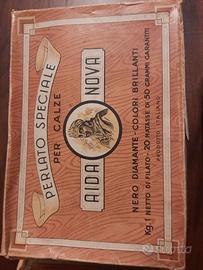 PERLATO SPECIALE
PER CALZE
AIDA NOVA
NERO DIAMANTE - COLORI BRILLANTI
Kg. 1 NETTO DI FILATO - 20 MATASSE DI 50 GRAMMI GARANTITI
PRODOTTO ITALIANO
subito